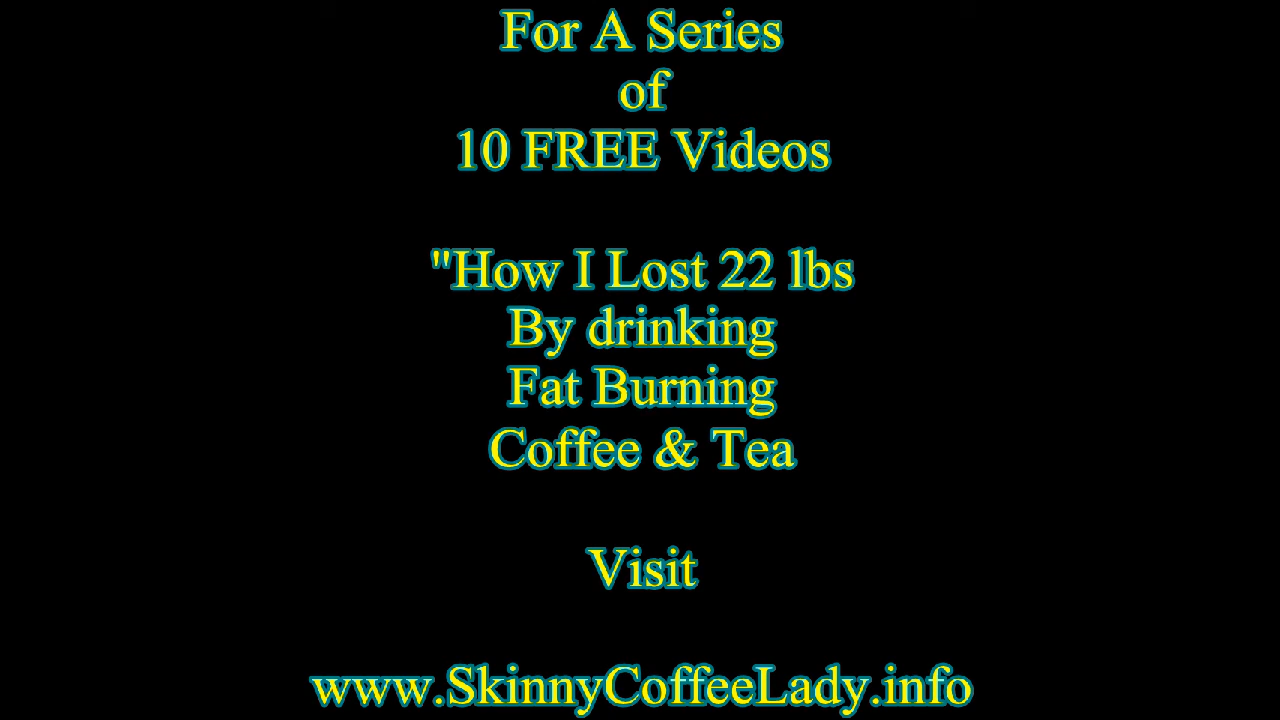 For A Series
of
10 FREE Videos
"How I Lost 22 lbs
By drinking
Fat Burning
Coffee & Tea
Visit
www.SkinnyCoffeeLady.info